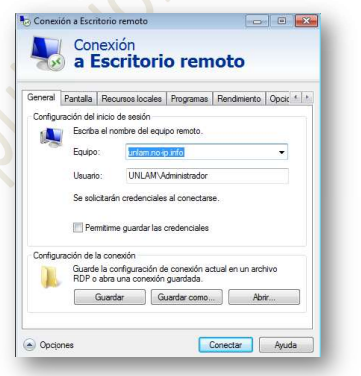 Conexión a Escritorio remoto
Conexión
a Escritorio remoto
General Pantalla Recursos locales Programas Rendimiento Opcio
Configuración del inicio de sesión
Escriba el nombre del equipo remoto.
Equipo: unlam.no-ip.info
Usuario: UNLAM\Administrador
Se solicitarán credenciales al conectarse.
Permitirme guardar las credenciales
Configuración de la conexión
Guarde la configuración de conexión actual en un archivo
RDP o abra una conexión guardada.
Guardar Guardar como... Abrir...
Opciones Conectar Ayuda